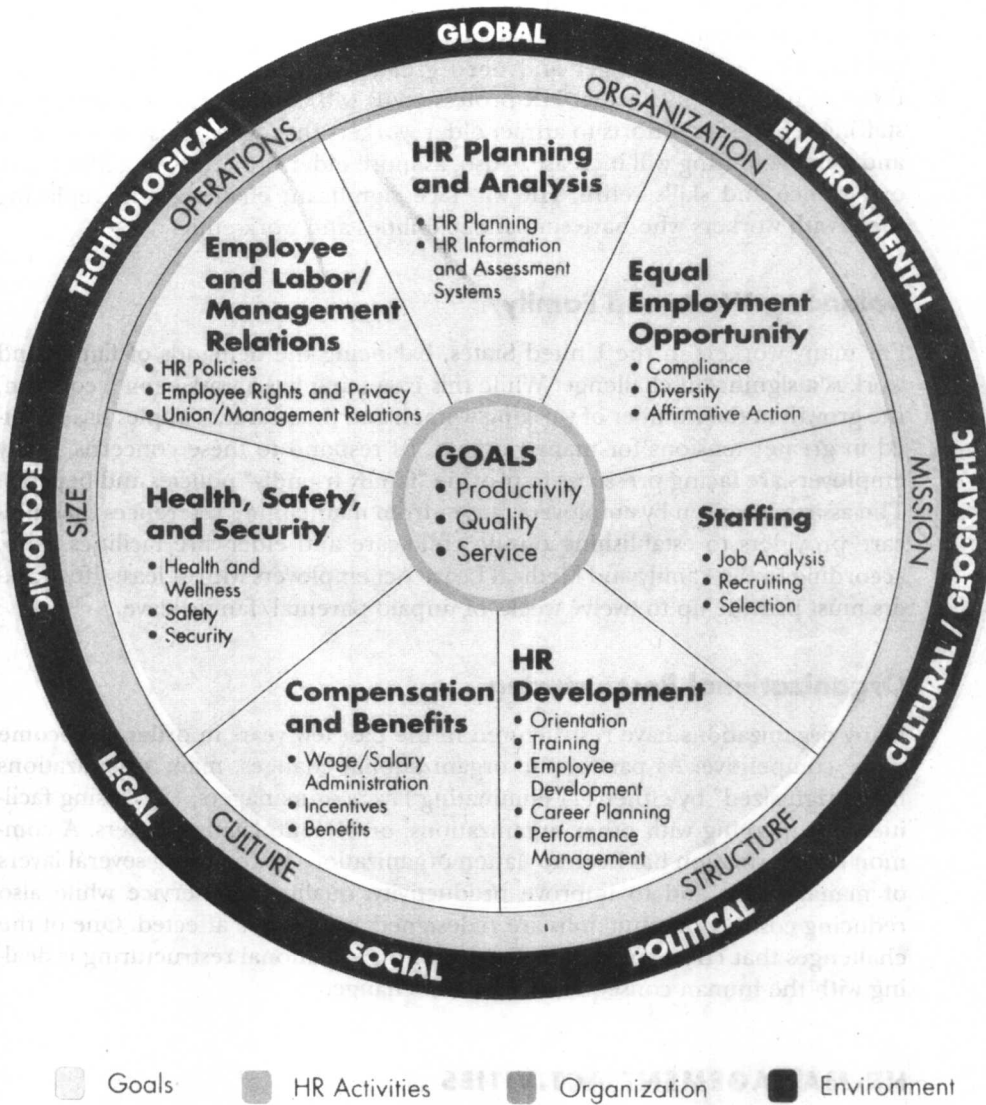 GLOBAL
ENVIRONMENTAL
CULTURAL / GEOGRAPHIC
POLITICAL
SOCIAL
LEGAL
ECONOMIC
TECHNOLOGICAL
ORGANIZATION
MISSION
STRUCTURE
CULTURE
SIZE
OPERATIONS
HR Planning
and Analysis
• HR Planning
• HR Information
and Assessment
Systems
Equal
Employment
Opportunity
• Compliance
• Diversity
• Affirmative Action
Staffing
• Job Analysis
• Recruiting
• Selection
HR
Development
• Orientation
• Training
• Employee
Development
• Career Planning
• Performance
Management
Compensation
and Benefits
• Wage/Salary
Administration
• Incentives
• Benefits
Health, Safety,
and Security
• Health and
Wellness
• Safety
• Security
Employee
and Labor/
Management
Relations
• HR Policies
• Employee Rights and Privacy
• Union/Management Relations
GOALS
• Productivity
• Quality
• Service
Goals
HR Activities
Organization
Environment